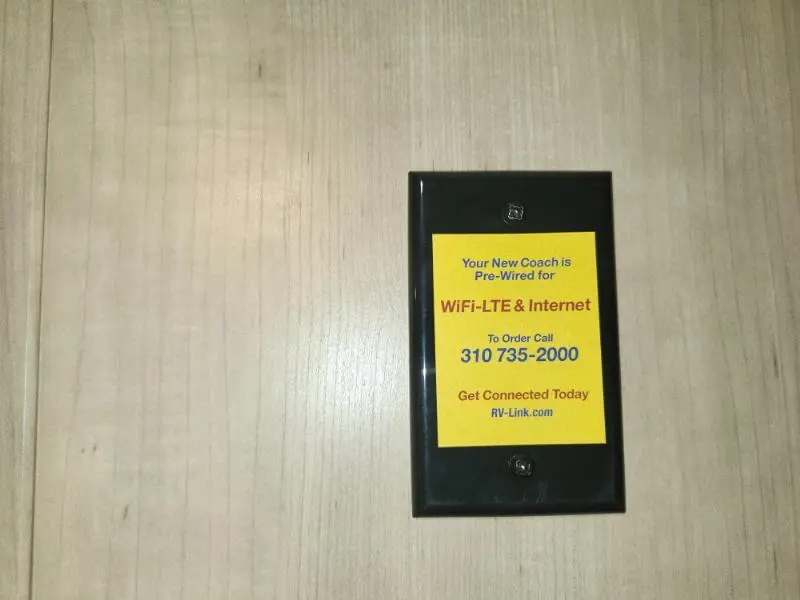 Your New Coach is
Pre-Wired for
WiFi-LTE & Internet
To Order Call
310 735-2000
Get Connected Today
RV-Link.com